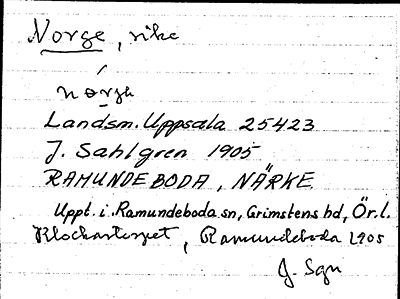 Norge, rike
norgə
Landsm. Uppsala 25423
J. Sahlgren 1905
RAMUNDEBODA, NÄRKE
Uppt. i. Ramundeboda sn, Grimstens hd, Ör. l.
Klockartorpet, Ramundeboda 1905
J. Sgn